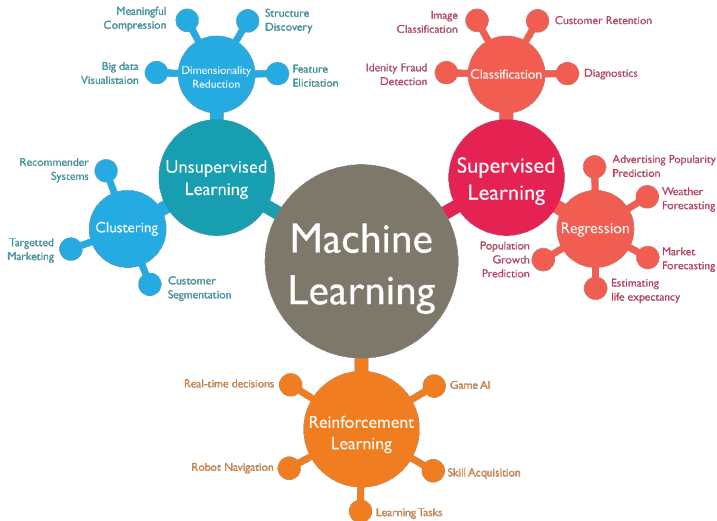 Meaningful
Compression
Structure
Discovery
Big data
Visualistaion
Dimensionality
Reduction
Feature
Elicitation
Unsupervised
Learning
Recommender
Systems
Clustering
Targetted
Marketing
Customer
Segmentation
Machine
Learning
Image
Classification
Customer Retention
Idenity Fraud
Detection
Classification
Diagnostics
Supervised
Learning
Advertising Popularity
Prediction
Weather
Forecasting
Regression
Population
Growth
Prediction
Market
Forecasting
Estimating
life expectancy
Real-time decisions
Game AI
Reinforcement
Learning
Robot Navigation
Skill Acquisition
Learning Tasks